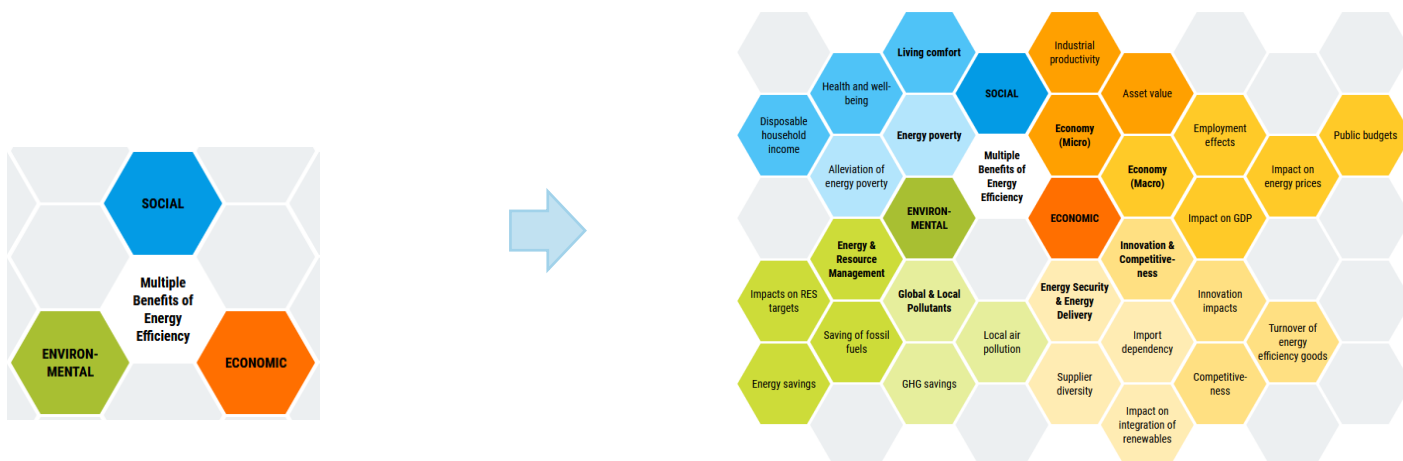 SOCIAL
Multiple
Benefits of
Energy
Efficiency
ENVIRON-
MENTAL
ECONOMIC
Living comfort
Industrial
productivity
Health and well-
being
SOCIAL
Asset value
Disposable
household
income
Energy poverty
Economy
(Micro)
Employment
effects
Public budgets
Alleviation of
energy poverty
Multiple
Benefits of
Energy
Efficiency
Economy
(Macro)
Impact on
energy prices
ENVIRON-
MENTAL
ECONOMIC
Impact on GDP
Energy &
Resource
Management
Innovation &
Competitive-
ness
Impacts on RES
targets
Global & Local
Pollutants
Energy Security
& Energy
Delivery
Innovation
impacts
Saving of fossil
fuels
Local air
pollution
Import
dependency
Turnover of
energy
efficiency goods
Energy savings
GHG savings
Supplier
diversity
Competitive-
ness
Impact on
integration of
renewables